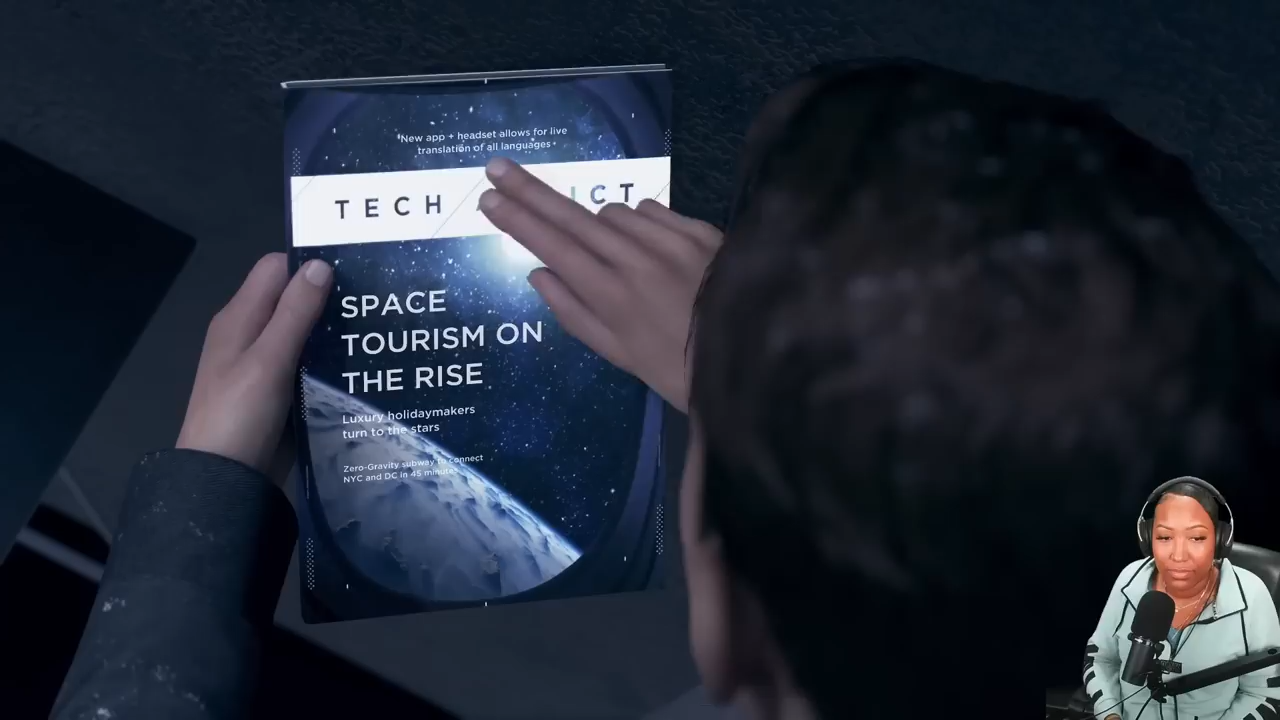 New app + headset allows for live
translation of all languages
TECH
SPACE
TOURISM ON
THE RISE
Luxury holidaymakers
turn to the stars
Zero-Gravity subway to connect
NYC and DC in 45 minutes